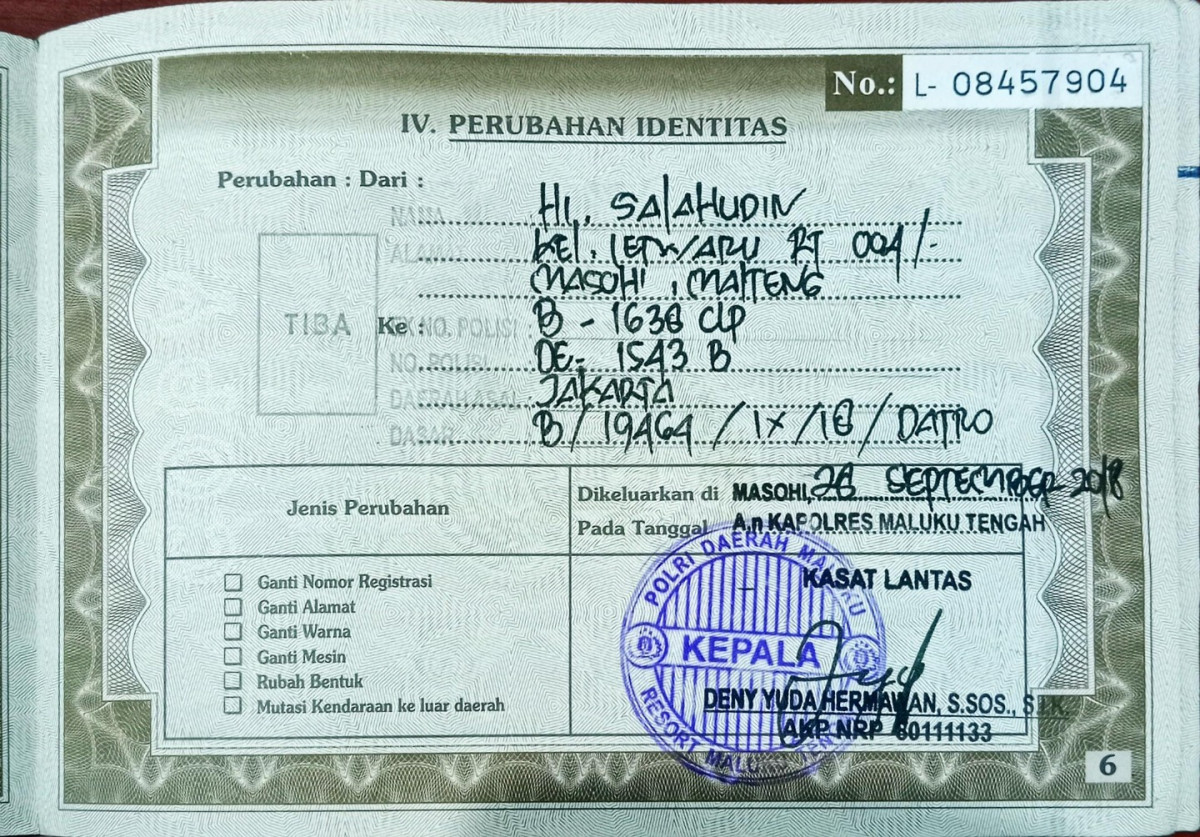 No.: L- 08457904
IV. PERUBAHAN IDENTITAS
Perubahan : Dari :
NAMA HI. SALAHUDIN
ALAMAT KEL. LETWARU RT 004/-
MASOHI, MALTENG
TIBA Ke : EX NO. POLISI : B - 1638 CLP
NO. POLISI DE- 1543 B
DAERAH ASAL JAKARTA
DASAR B/ 19464 / IX / 18 / DATRO
Jenis Perubahan
Dikeluarkan di MASOHI, 28 SEPTEMBER 2018
Pada Tanggal A.n KAPOLRES MALUKU TENGAH
KASAT LANTAS
Ganti Nomor Registrasi
Ganti Alamat
Ganti Warna
Ganti Mesin
Rubah Bentuk
Mutasi Kendaraan ke luar daerah
POLRI DAERAH MALUKU
KEPALA
RESORT MALUKU TENGAH
DENY YUDA HERMAWAN, S.SOS., S.I.K.
AKP NRP 80111133
6